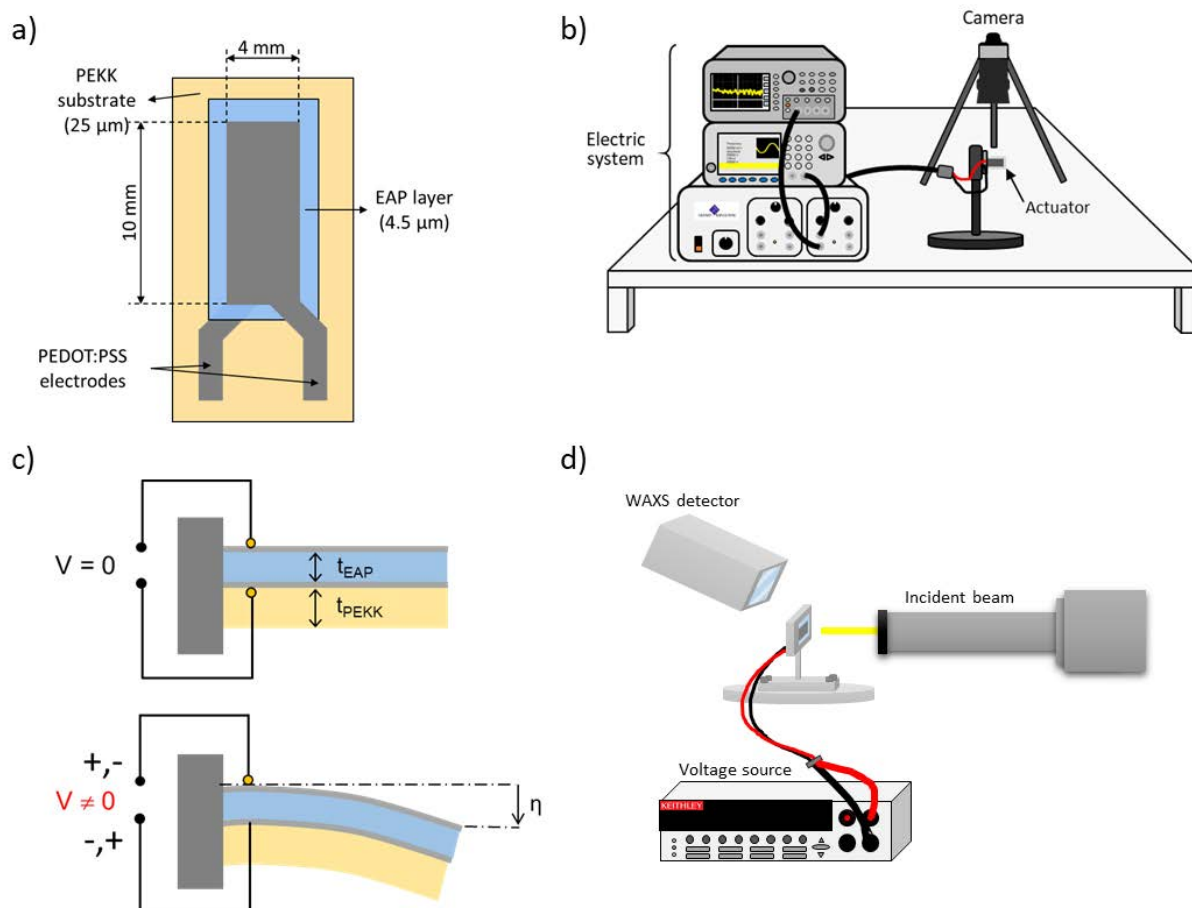 a)
4 mm
PEKK
substrate
(25 µm)
10 mm
EAP layer
(4.5 µm)
PEDOT:PSS
electrodes
b)
Camera
Electric
system
Actuator
c)
V = 0
tEAP
tPEKK
+,-
V ≠ 0
-,+
η
d)
WAXS detector
Incident beam
Voltage source
KEITHLEY